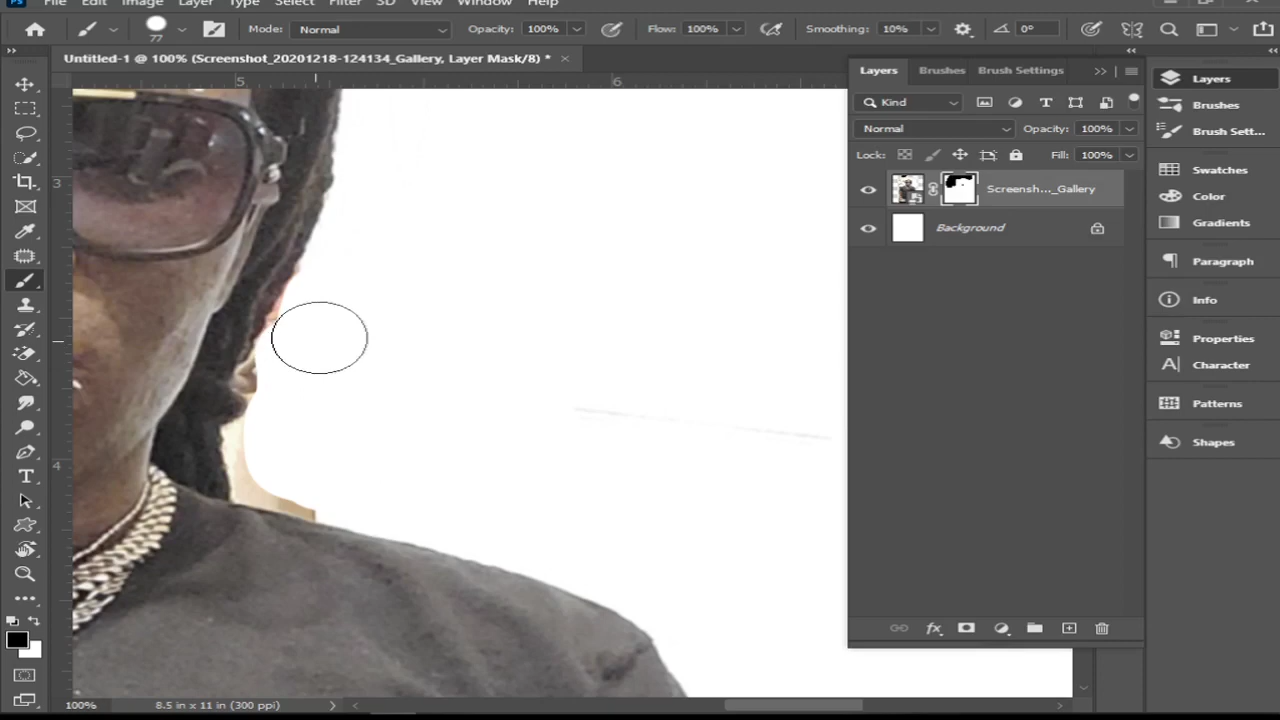 Ps File Edit Image Layer Type Select Filter 3D View Window Help
77 Mode: Normal Opacity: 100% Flow: 100% Smoothing: 10% 0°
Untitled-1 @ 100% (Screenshot_20201218-124134_Gallery, Layer Mask/8) * ×
5 6
3
4
Layers Brushes Brush Settings
Kind
Normal Opacity: 100%
Lock: Fill: 100%
Screensh..._Gallery
Background
fx
Layers
Brushes
Brush Sett...
Swatches
Color
Gradients
Paragraph
Info
Properties
Character
Patterns
Shapes
100% 8.5 in x 11 in (300 ppi)